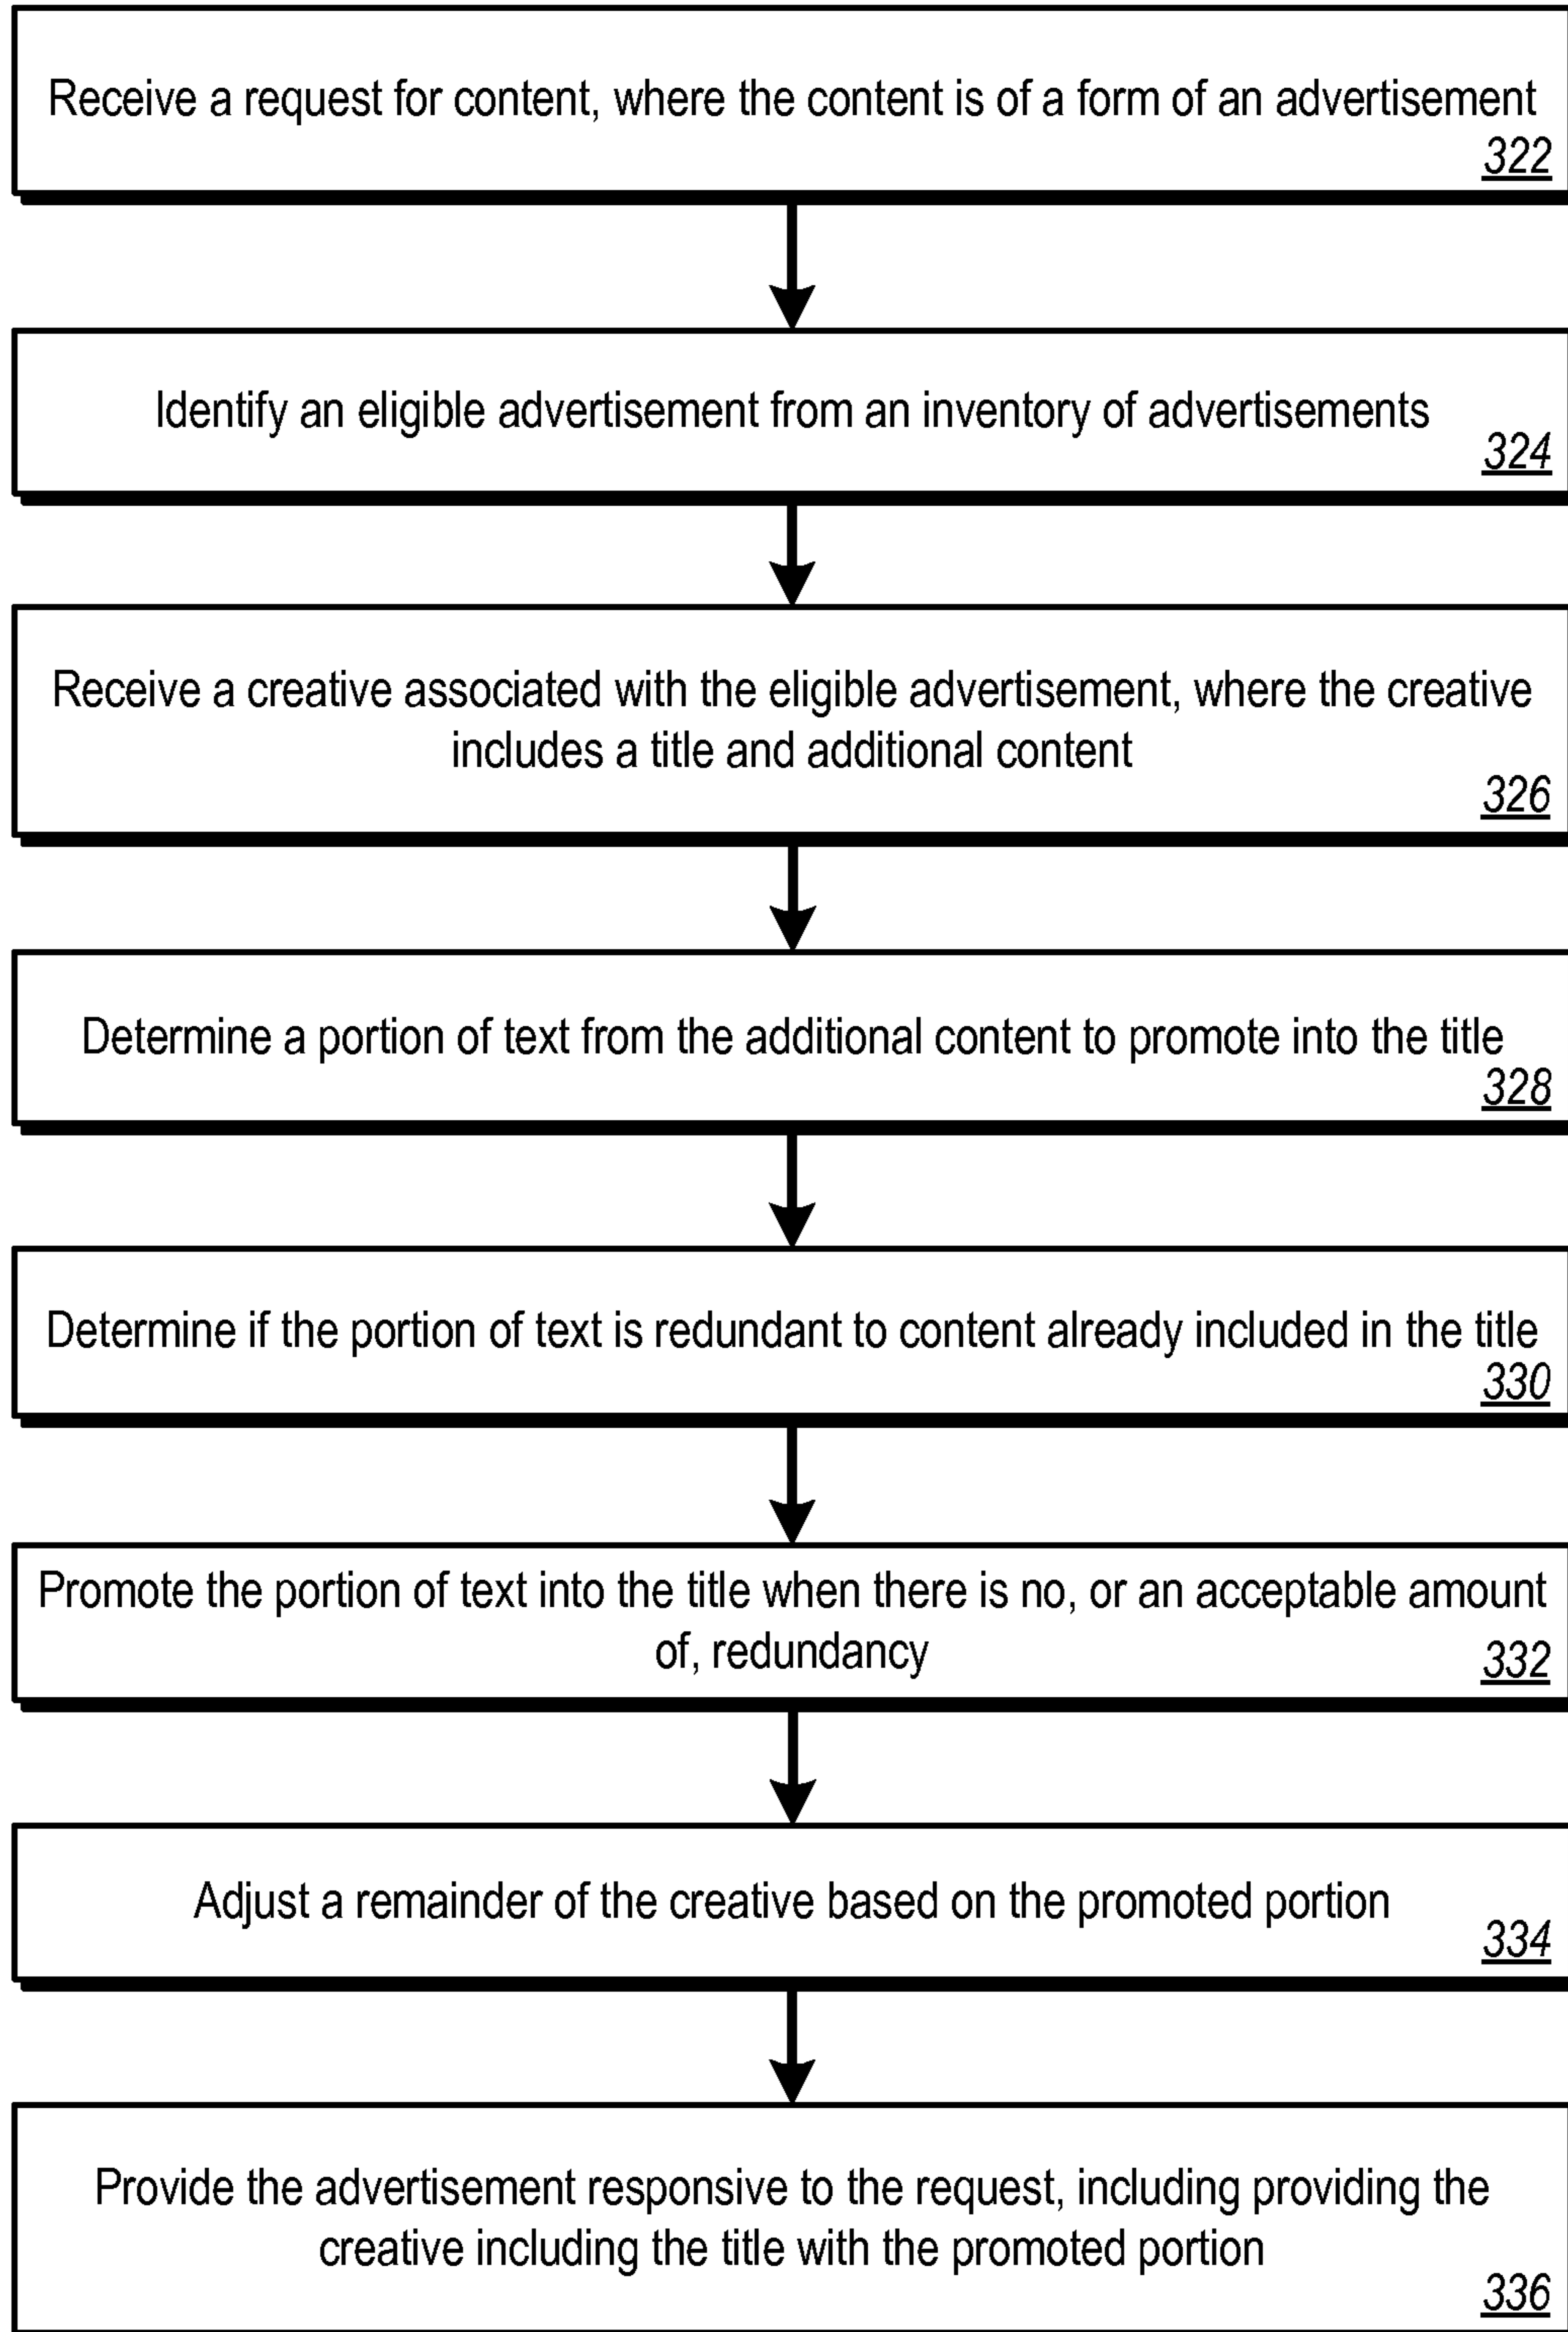 Receive a request for content, where the content is of a form of an advertisement
322
Identify an eligible advertisement from an inventory of advertisements
324
Receive a creative associated with the eligible advertisement, where the creative
includes a title and additional content
326
Determine a portion of text from the additional content to promote into the title
328
Determine if the portion of text is redundant to content already included in the title
330
Promote the portion of text into the title when there is no, or an acceptable amount
of, redundancy
332
Adjust a remainder of the creative based on the promoted portion
334
Provide the advertisement responsive to the request, including providing the
creative including the title with the promoted portion
336